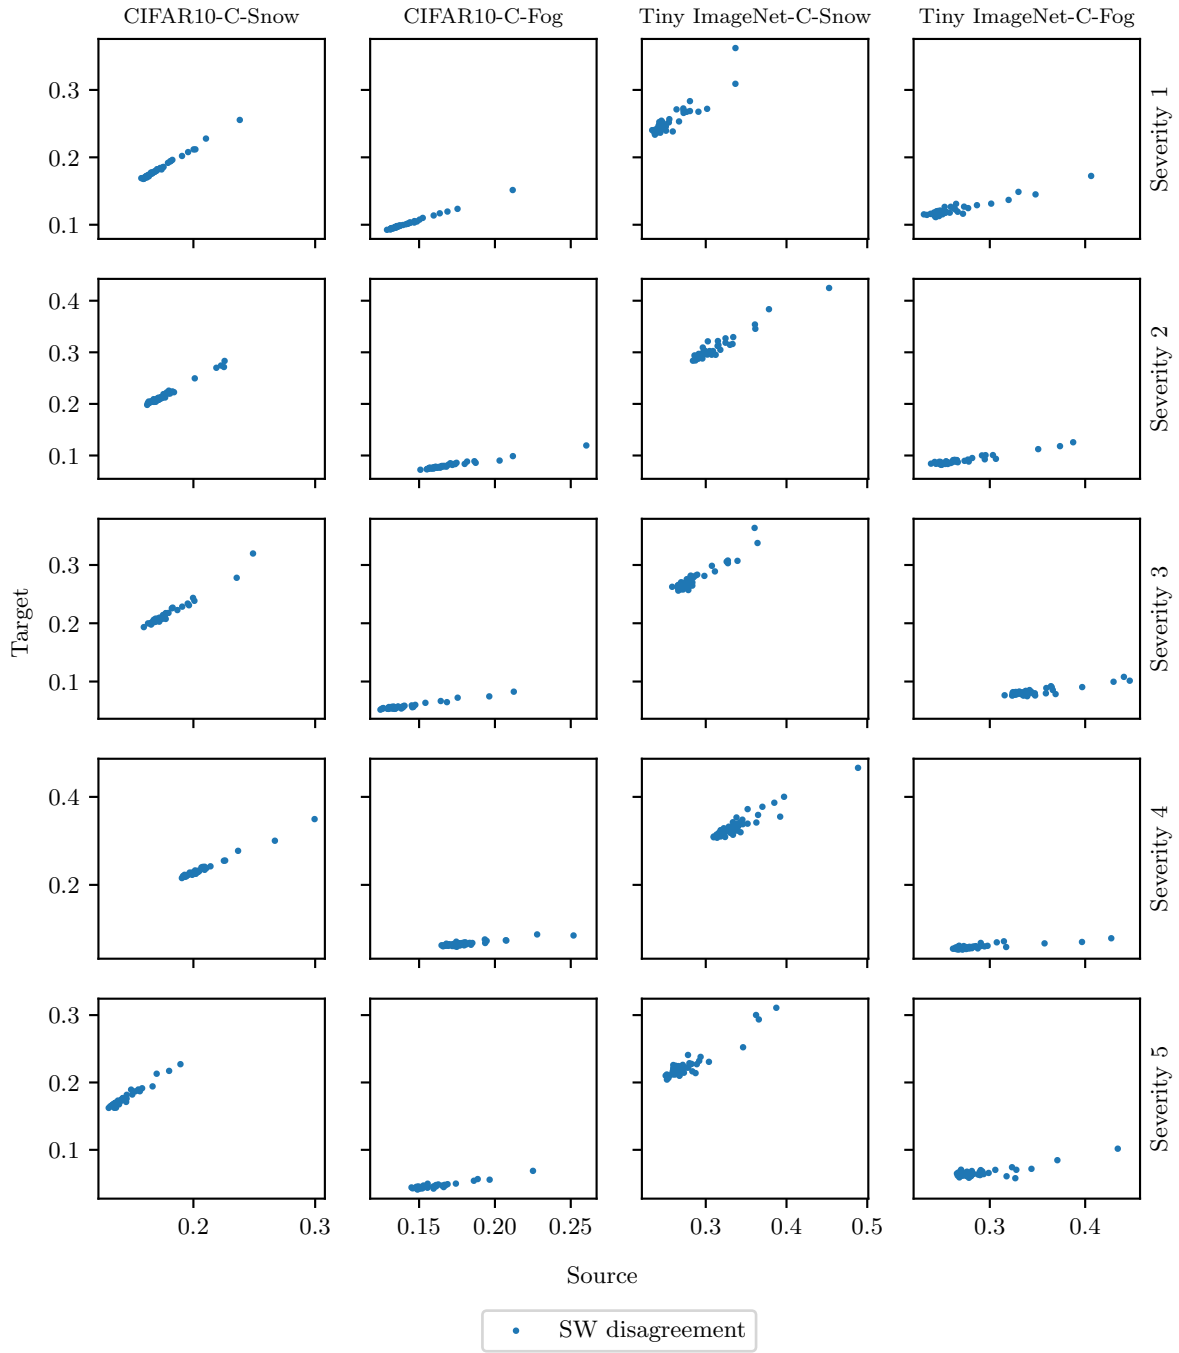 CIFAR10-C-Snow CIFAR10-C-Fog Tiny ImageNet-C-Snow Tiny ImageNet-C-Fog
0.3
0.2
0.1
Severity 1
0.4
0.3
0.2
0.1
Severity 2
0.3
0.2
0.1
Severity 3
Target
0.4
0.2
Severity 4
0.3
0.2
0.1
Severity 5
0.2 0.3 0.15 0.20 0.25 0.3 0.4 0.5 0.3 0.4
Source
SW disagreement